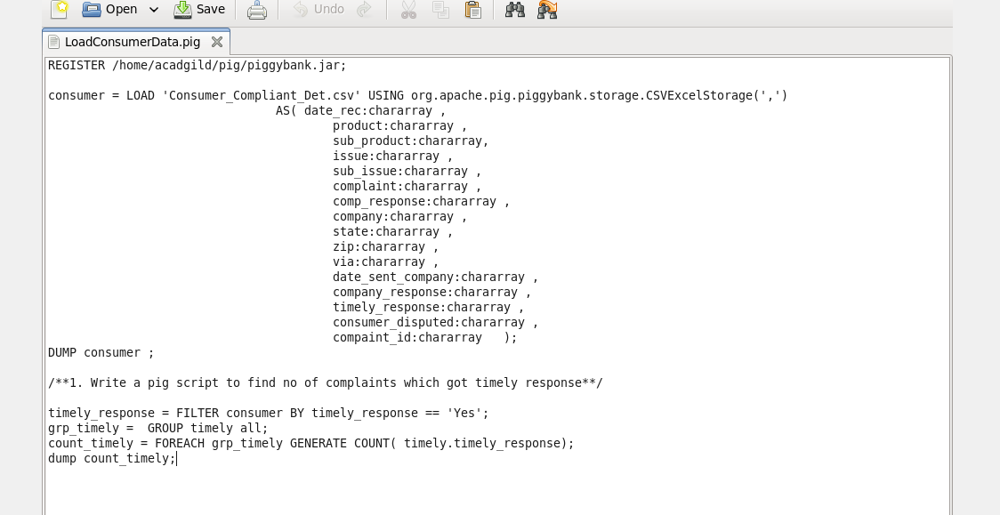 Open Save Undo
LoadConsumerData.pig
REGISTER /home/acadgild/pig/piggybank.jar;
consumer = LOAD 'Consumer_Compliant_Det.csv' USING org.apache.pig.piggybank.storage.CSVExcelStorage(',')
AS( date_rec:chararray ,
product:chararray ,
sub_product:chararray,
issue:chararray ,
sub_issue:chararray ,
complaint:chararray ,
comp_response:chararray ,
company:chararray ,
state:chararray ,
zip:chararray ,
via:chararray ,
date_sent_company:chararray ,
company_response:chararray ,
timely_response:chararray ,
consumer_disputed:chararray ,
compaint_id:chararray   );
DUMP consumer ;
/**1. Write a pig script to find no of complaints which got timely response**/
timely_response = FILTER consumer BY timely_response == 'Yes';
grp_timely =  GROUP timely all;
count_timely = FOREACH grp_timely GENERATE COUNT( timely.timely_response);
dump count_timely;